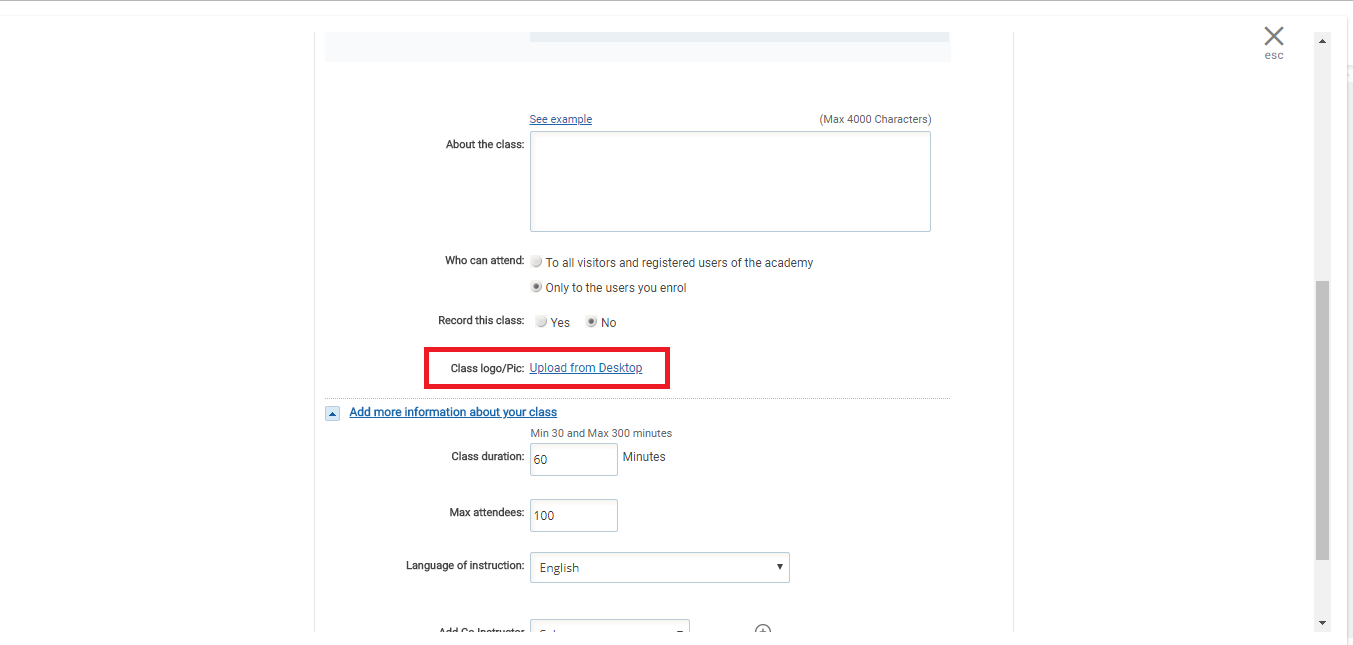 esc
See example (Max 4000 Characters)
About the class:
Who can attend: To all visitors and registered users of the academy
Only to the users you enrol
Record this class: Yes No
Class logo/Pic: Upload from Desktop
Add more information about your class
Min 30 and Max 300 minutes
Class duration: 60 Minutes
Max attendees: 100
Language of instruction: English
Add Co Instructor